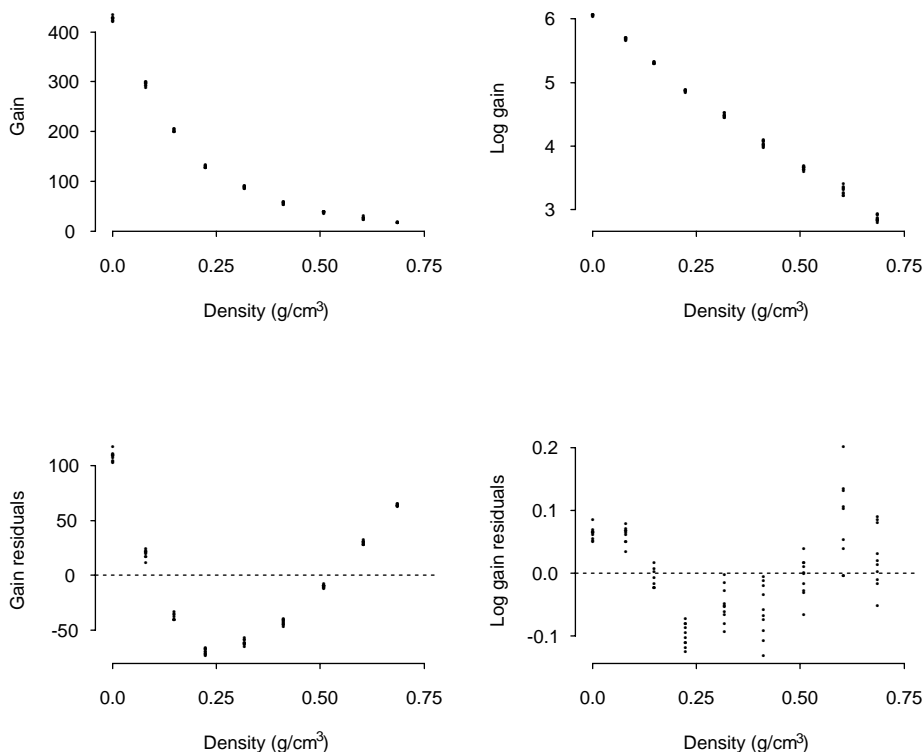 Gain
400
300
200
100
0
0.0 0.25 0.50 0.75
Density (g/cm³)
Log gain
6
5
4
3
0.0 0.25 0.50 0.75
Density (g/cm³)
Gain residuals
100
50
0
-50
0.0 0.25 0.50 0.75
Density (g/cm³)
Log gain residuals
0.2
0.1
0.0
-0.1
0.0 0.25 0.50 0.75
Density (g/cm³)